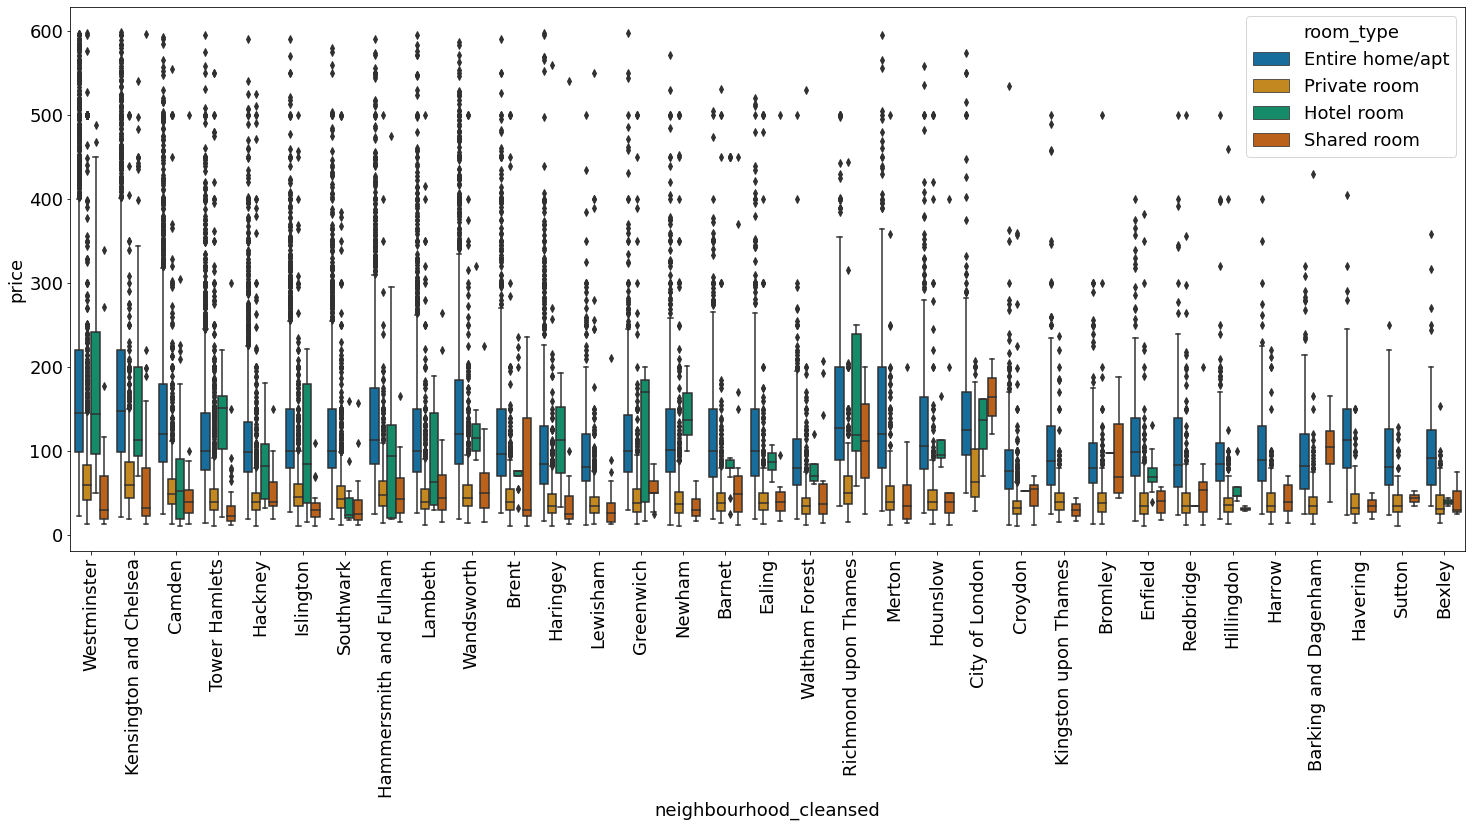 600
500
400
300
200
100
0
price
room_type
Entire home/apt
Private room
Hotel room
Shared room
Westminster
Kensington and Chelsea
Camden
Tower Hamlets
Hackney
Islington
Southwark
Hammersmith and Fulham
Lambeth
Wandsworth
Brent
Haringey
Lewisham
Greenwich
Newham
Barnet
Ealing
Waltham Forest
Richmond upon Thames
Merton
Hounslow
City of London
Croydon
Kingston upon Thames
Bromley
Enfield
Redbridge
Hillingdon
Harrow
Barking and Dagenham
Havering
Sutton
Bexley
neighbourhood_cleansed